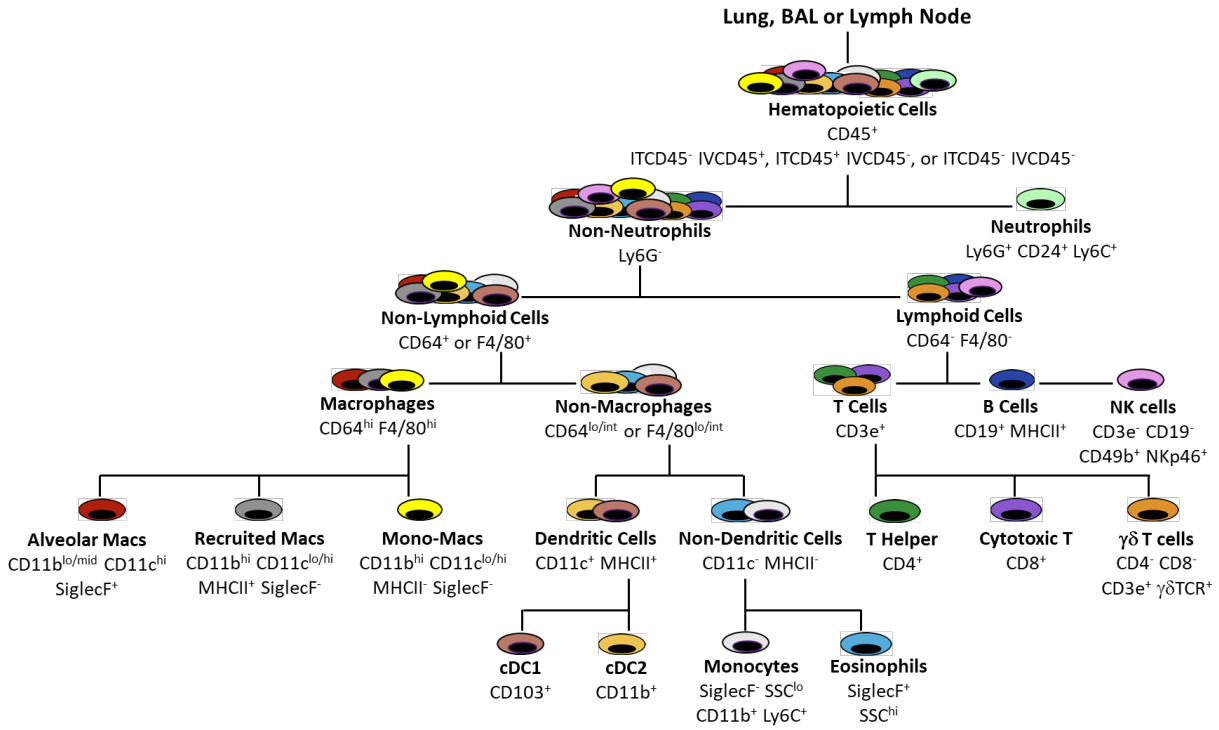 Lung, BAL or Lymph Node
Hematopoietic Cells
CD45⁺
ITCD45⁻ IVCD45⁺, ITCD45⁺ IVCD45⁻, or ITCD45⁻ IVCD45⁻
Non-Neutrophils
Ly6G⁻
Neutrophils
Ly6G⁺ CD24⁺ Ly6C⁺
Non-Lymphoid Cells
CD64⁺ or F4/80⁺
Lymphoid Cells
CD64⁻ F4/80⁻
Macrophages
CD64ʰⁱ F4/80ʰⁱ
Non-Macrophages
CD64ˡᵒ/ⁱⁿᵗ or F4/80ˡᵒ/ⁱⁿᵗ
T Cells
CD3e⁺
B Cells
CD19⁺ MHCII⁺
NK cells
CD3e⁻ CD19⁻
CD49b⁺ NKp46⁺
Alveolar Macs
CD11bˡᵒ/ᵐⁱᵈ CD11cʰⁱ
SiglecF⁺
Recruited Macs
CD11bʰⁱ CD11cˡᵒ/ʰⁱ
MHCII⁺ SiglecF⁻
Mono-Macs
CD11bʰⁱ CD11cˡᵒ/ʰⁱ
MHCII⁻ SiglecF⁻
Dendritic Cells
CD11c⁺ MHCII⁺
Non-Dendritic Cells
CD11c⁻ MHCII⁻
T Helper
CD4⁺
Cytotoxic T
CD8⁺
γδ T cells
CD4⁻ CD8⁻
CD3e⁺ γδTCR⁺
cDC1
CD103⁺
cDC2
CD11b⁺
Monocytes
SiglecF⁻ SSCˡᵒ
CD11b⁺ Ly6C⁺
Eosinophils
SiglecF⁺
SSCʰⁱ